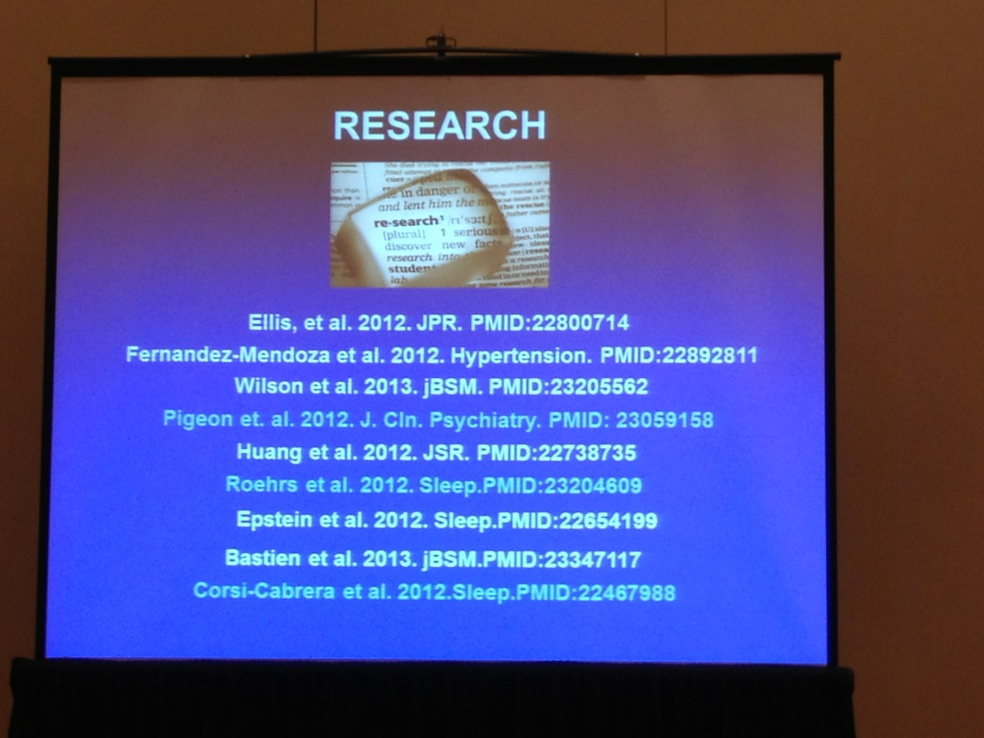 RESEARCH
in danger of
and lent him the
re-search¹
[plural] 1 serious
discover new facts
research into
student
lab
Ellis, et al. 2012. JPR. PMID:22800714
Fernandez-Mendoza et al. 2012. Hypertension. PMID:22892811
Wilson et al. 2013. jBSM. PMID:23205562
Pigeon et. al. 2012. J. Cln. Psychiatry. PMID: 23059158
Huang et al. 2012. JSR. PMID:22738735
Roehrs et al. 2012. Sleep.PMID:23204609
Epstein et al. 2012. Sleep.PMID:22654199
Bastien et al. 2013. jBSM.PMID:23347117
Corsi-Cabrera et al. 2012.Sleep.PMID:22467988